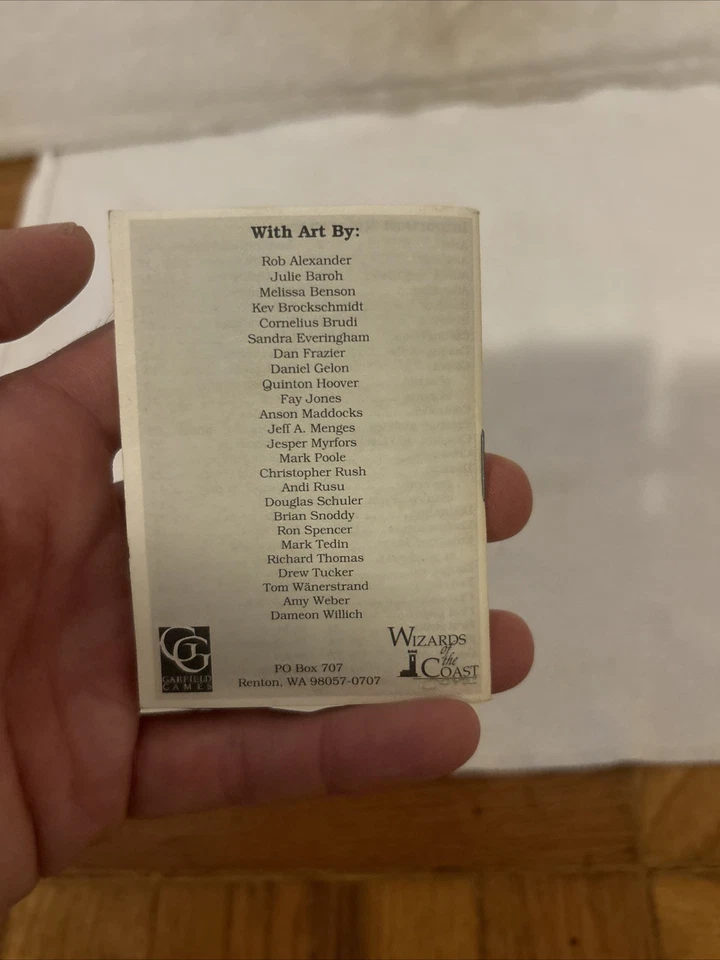 With Art By:
Rob Alexander
Julie Baroh
Melissa Benson
Kev Brockschmidt
Cornelius Brudi
Sandra Everingham
Dan Frazier
Daniel Gelon
Quinton Hoover
Fay Jones
Anson Maddocks
Jeff A. Menges
Jesper Myrfors
Mark Poole
Christopher Rush
Andi Rusu
Douglas Schuler
Brian Snoddy
Ron Spencer
Mark Tedin
Richard Thomas
Drew Tucker
Tom Wänerstrand
Amy Weber
Dameon Willich
GG
GARFIELD
GAMES
PO Box 707
Renton, WA 98057-0707
WIZARDS
of the
COAST